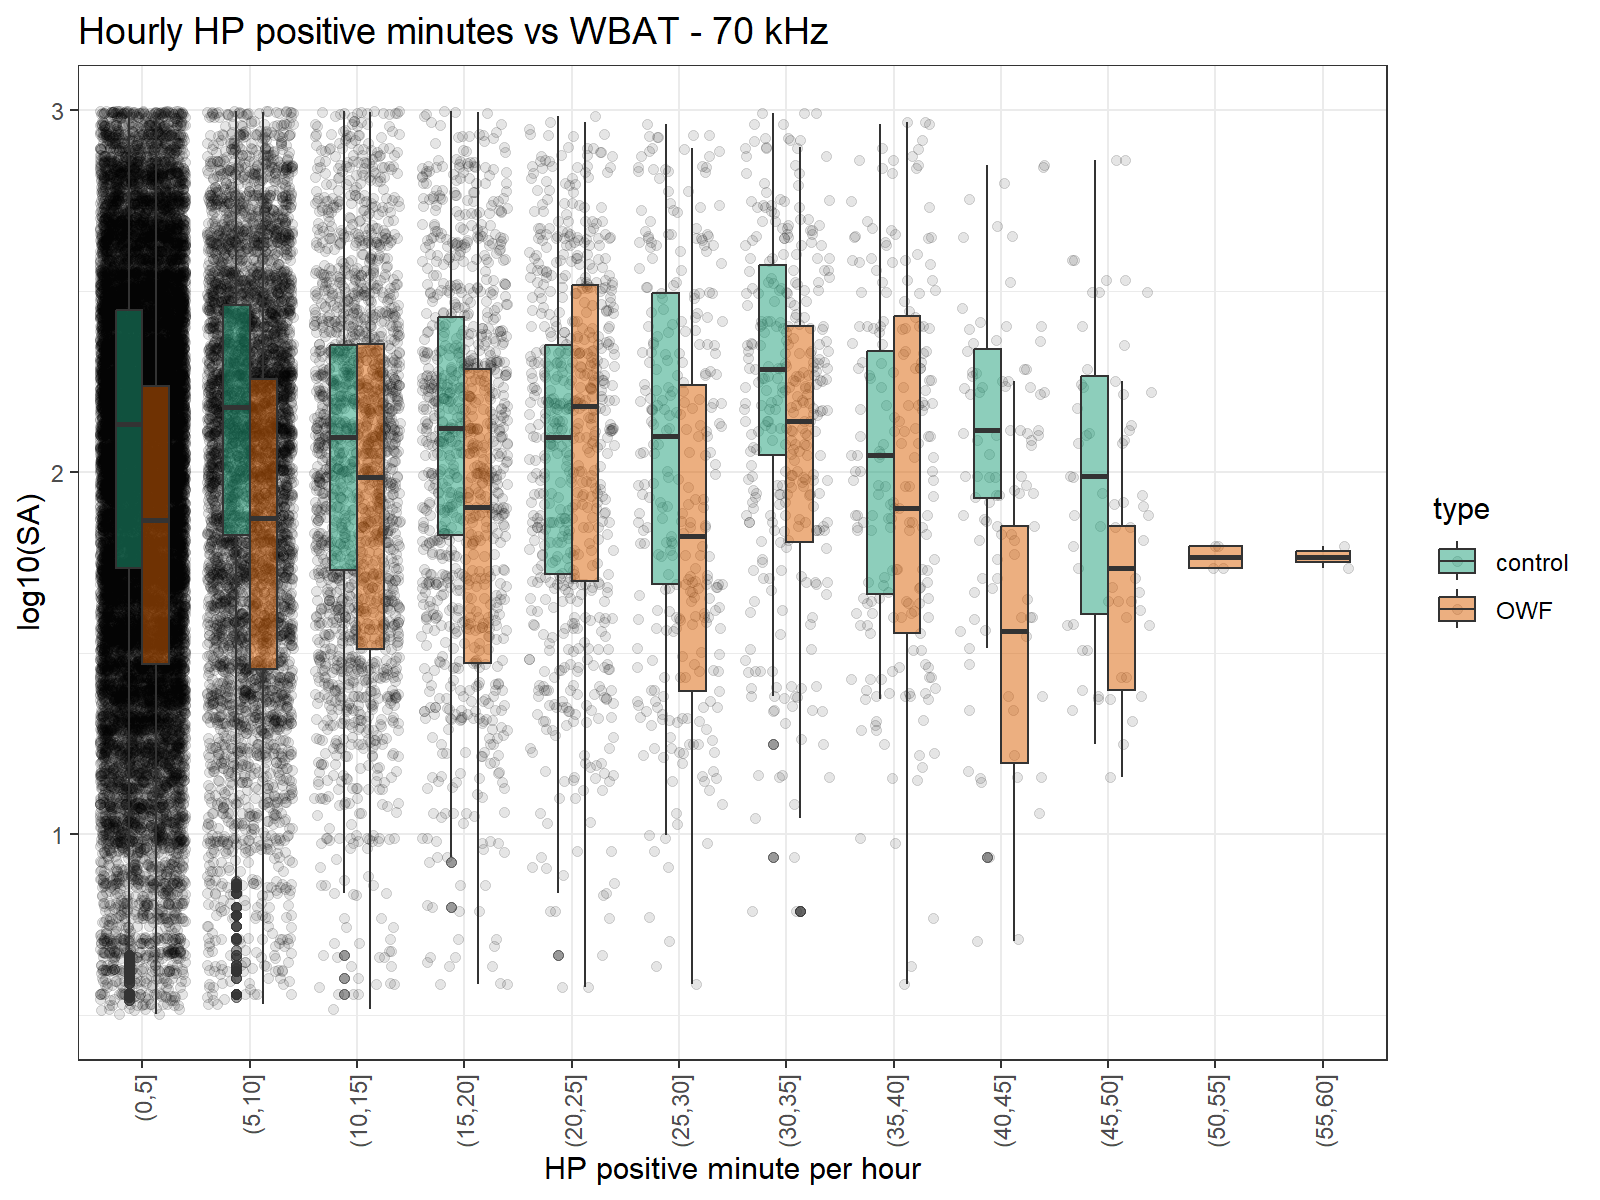 Hourly HP positive minutes vs WBAT - 70 kHz
log10(SA)
3
2
1
(0,5]
(5,10]
(10,15]
(15,20]
(20,25]
(25,30]
(30,35]
(35,40]
(40,45]
(45,50]
(50,55]
(55,60]
HP positive minute per hour
type
control
OWF